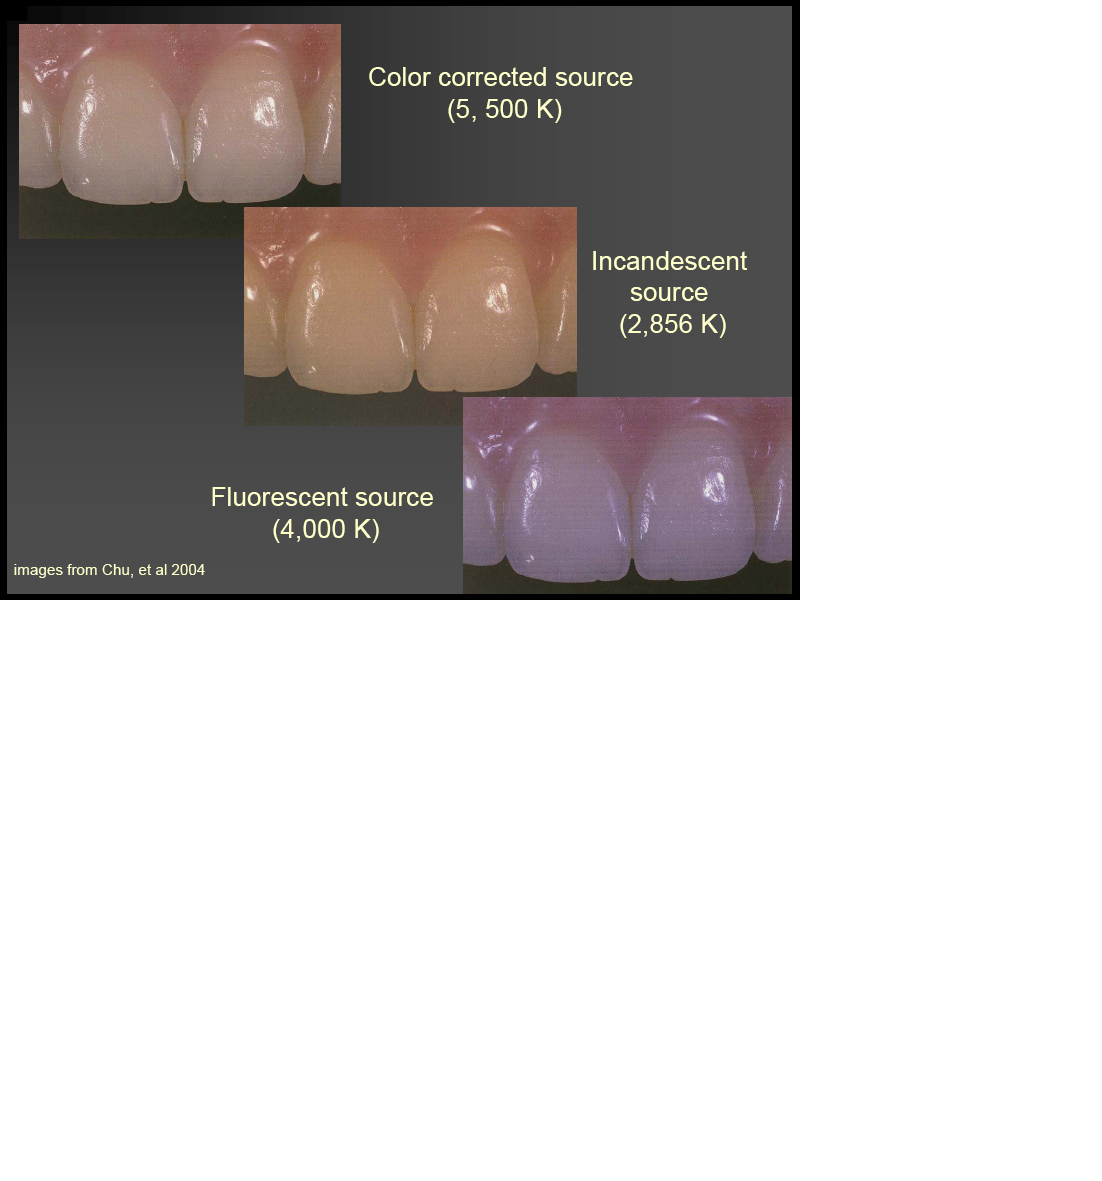 Color corrected source
(5, 500 K)
Incandescent
source
(2,856 K)
Fluorescent source
(4,000 K)
images from Chu, et al 2004